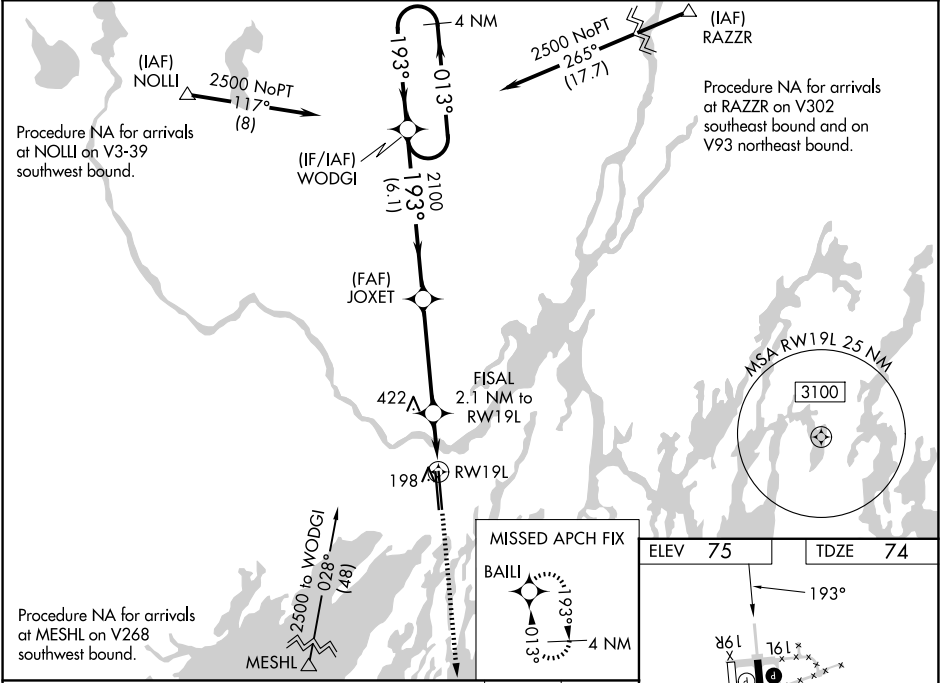 4 NM
193°
013°
(IAF)
RAZZR
2500 NoPT
265°
(17.7)
(IAF)
NOLLI
2500 NoPT
117°
(8)
Procedure NA for arrivals
at NOLLI on V3-39
southwest bound.
Procedure NA for arrivals
at RAZZR on V302
southeast bound and on
V93 northeast bound.
(IF/IAF)
WODGI
2100
193°
(6.1)
(FAF)
JOXET
FISAL
2.1 NM to
RW19L
422
198
RW19L
MSA RW19L 25 NM
3100
2500 to WODGI
028°
(48)
MESHL
Procedure NA for arrivals
at MESHL on V268
southwest bound.
MISSED APCH FIX
BAILI
193°
013°
4 NM
ELEV 75
TDZE 74
193°
19R
19L
P